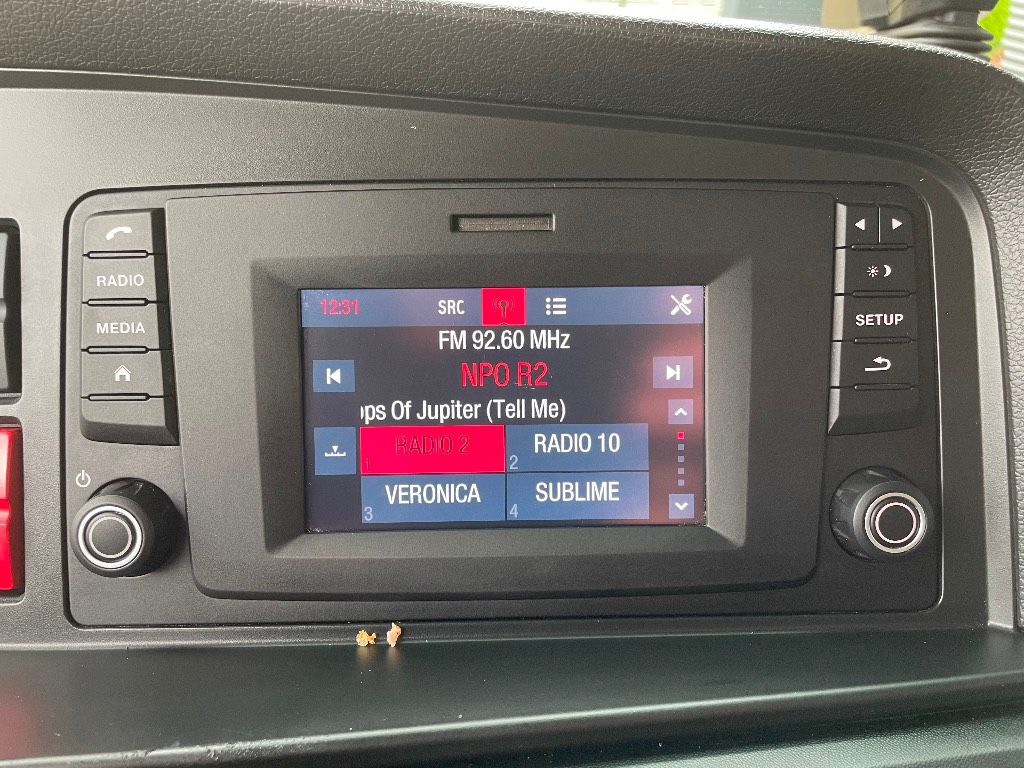 RADIO
MEDIA
SETUP
12:31 SRC
FM 92.60 MHz
NPO R2
ops Of Jupiter (Tell Me)
RADIO 2
1
RADIO 10
2
VERONICA
3
SUBLIME
4